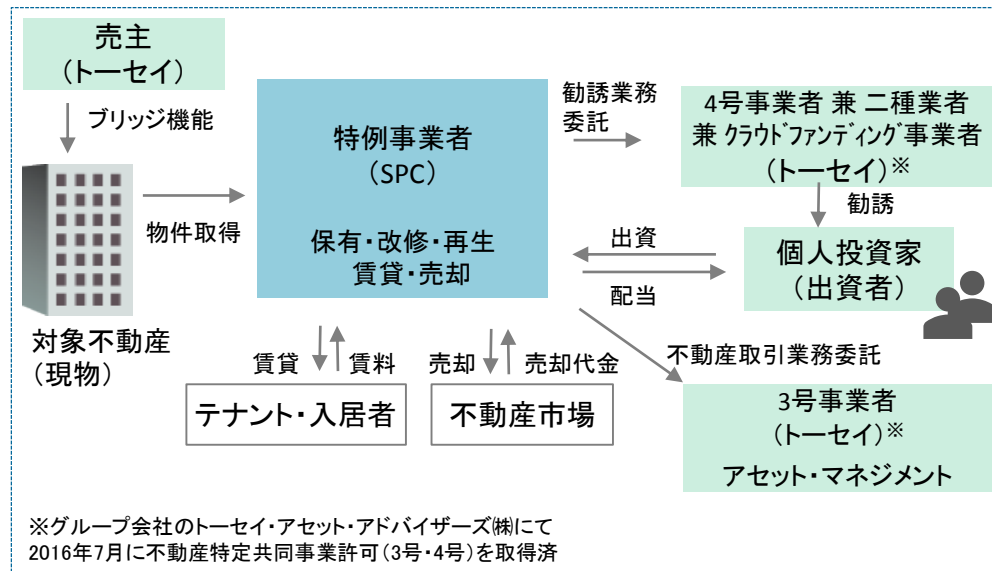 売主
(トーセイ)
ブリッジ機能
物件取得
対象不動産
(現物)
特例事業者
(SPC)
保有・改修・再生
賃貸・売却
勧誘業務
委託
4号事業者 兼 二種業者
兼 クラウドファンディング事業者
(トーセイ)※
勧誘
出資
配当
個人投資家
(出資者)
賃貸
賃料
テナント・入居者
売却
売却代金
不動産市場
不動産取引業務委託
3号事業者
(トーセイ)※
アセット・マネジメント
※グループ会社のトーセイ・アセット・アドバイザーズ㈱にて
2016年7月に不動産特定共同事業許可(3号・4号)を取得済